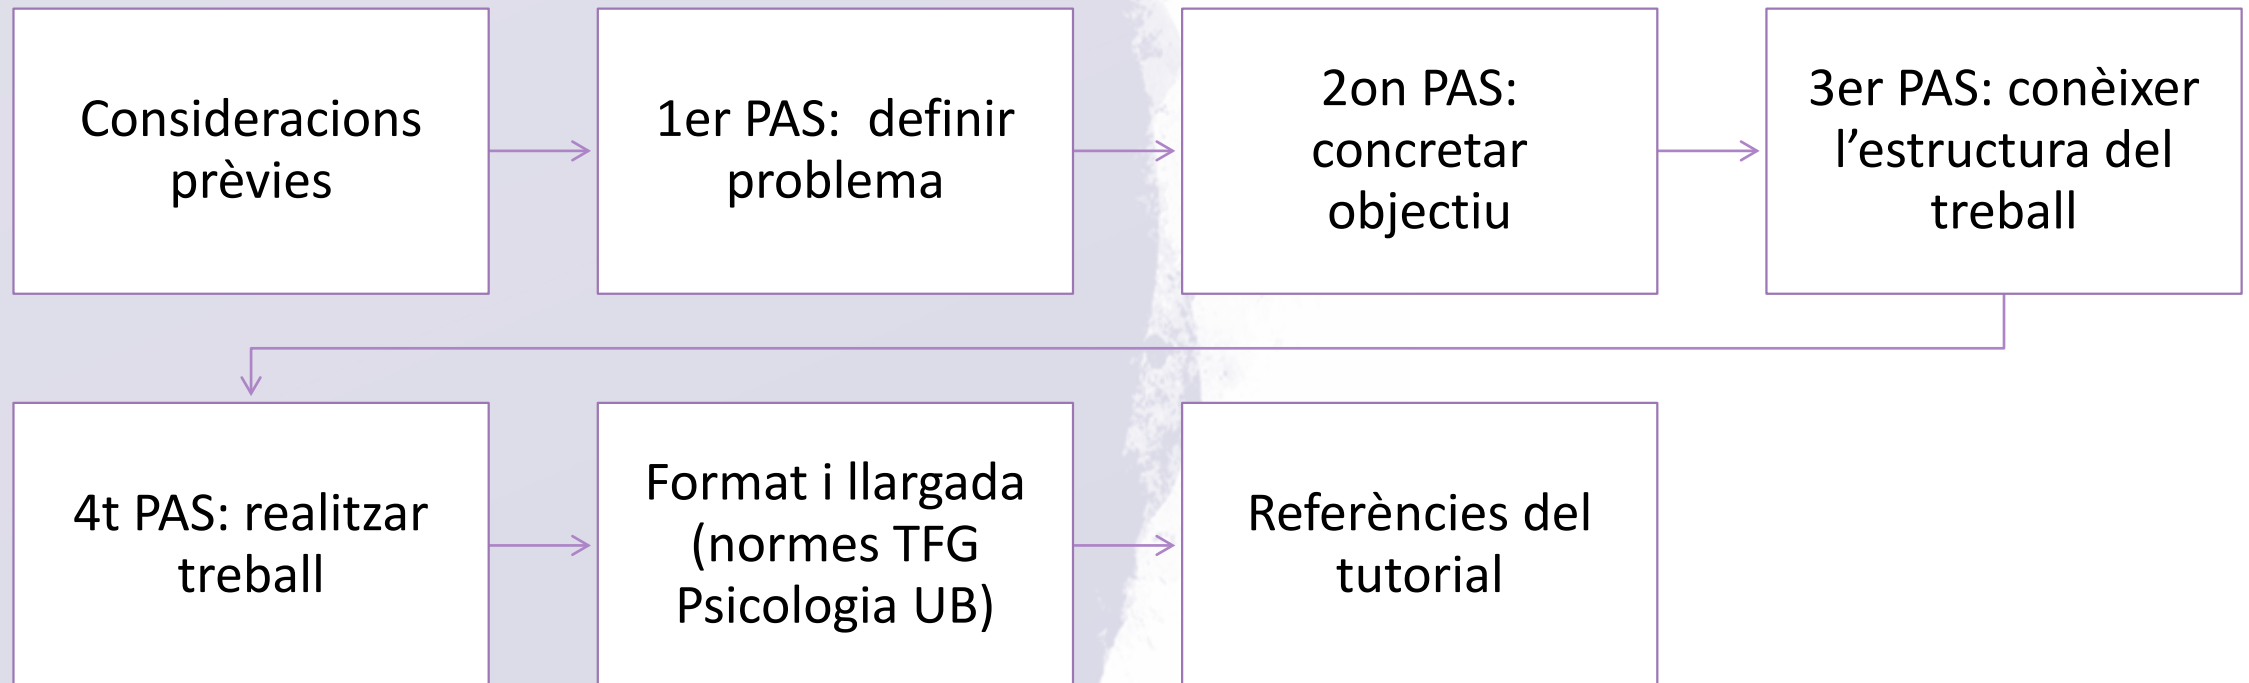 Consideracions
prèvies
1er PAS:  definir
problema
2on PAS:
concretar
objectiu
3er PAS: conèixer
l’estructura del
treball
4t PAS: realitzar
treball
Format i llargada
(normes TFG
Psicologia UB)
Referències del
tutorial